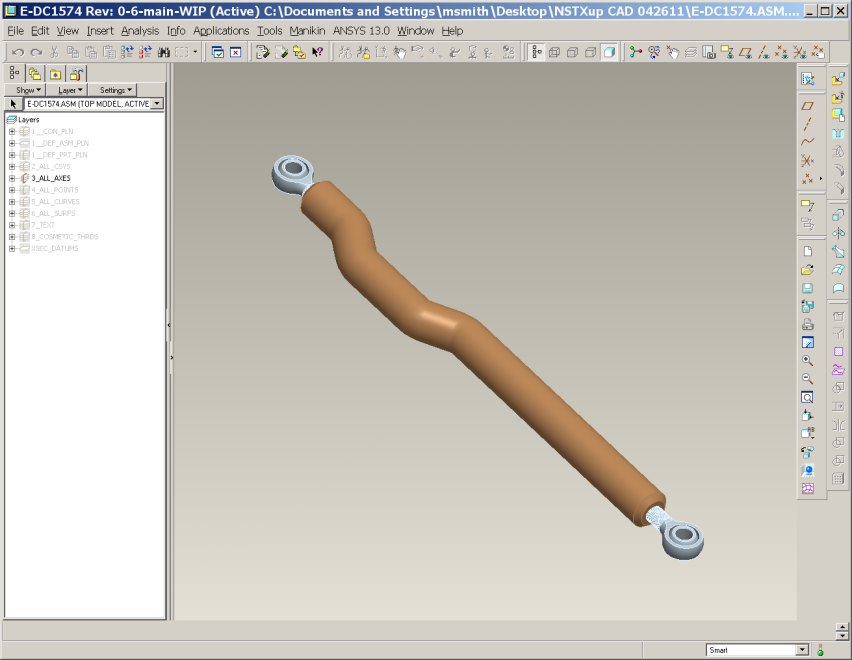 E-DC1574 Rev: 0-6-main-WIP (Active) C:\Documents and Settings\msmith\Desktop\NSTXup CAD 042611\E-DC1574.ASM....
File Edit View Insert Analysis Info Applications Tools Manikin ANSYS 13.0 Window Help
Show Layer Settings
E-DC1574.ASM (TOP MODEL, ACTIVE
Layers
1__CON_PLN
1__DEF_ASM_PLN
1__DEF_PRT_PLN
2_ALL_CSYS
3_ALL_AXES
4_ALL_POINTS
5_ALL_CURVES
6_ALL_SURFS
7_TEXT
8_COSMETIC_THRDS
XSEC_DATUMS
Smart